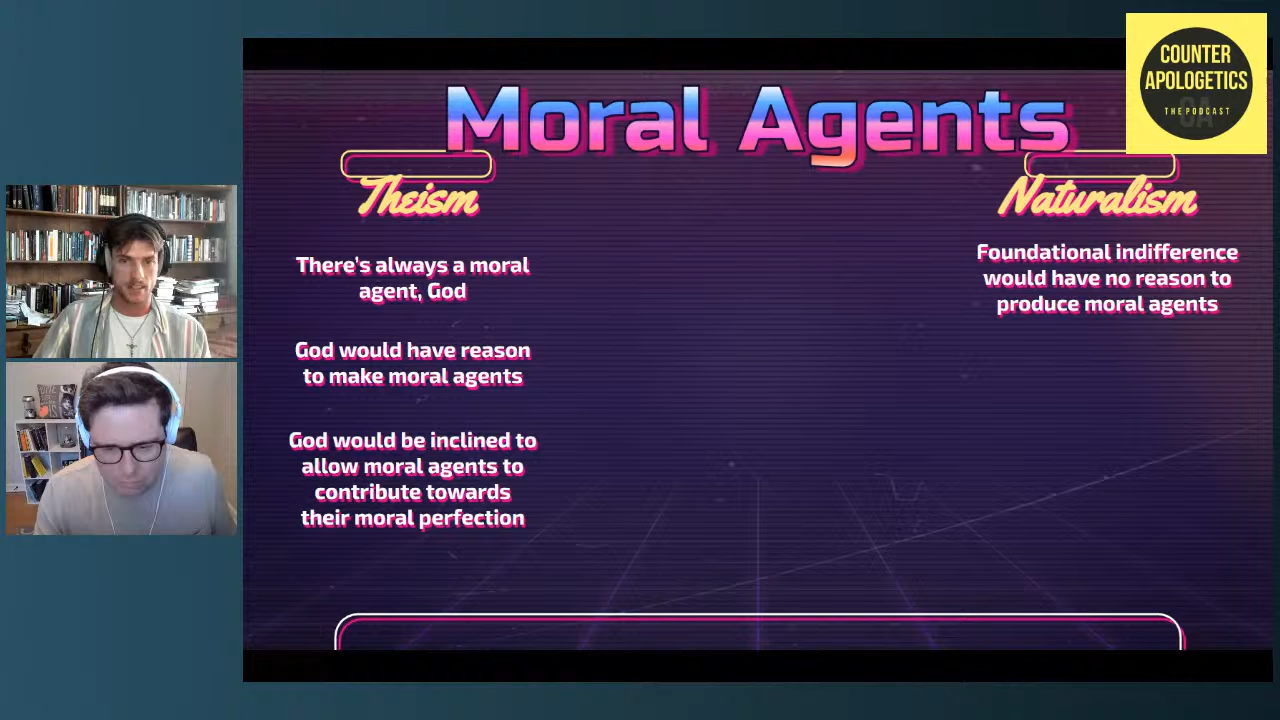 COUNTER
APOLOGETICS
THE PODCAST
Moral Agents
Theism
Naturalism
There's always a moral
agent, God
God would have reason
to make moral agents
God would be inclined to
allow moral agents to
contribute towards
their moral perfection
Foundational indifference
would have no reason to
produce moral agents